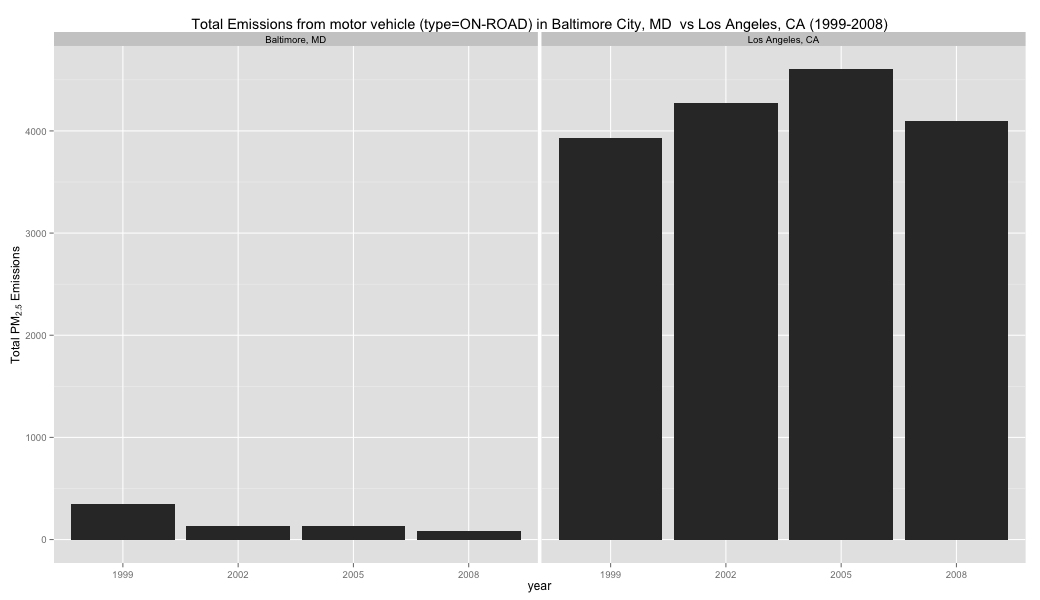 Total Emissions from motor vehicle (type=ON-ROAD) in Baltimore City, MD  vs Los Angeles, CA (1999-2008)
Baltimore, MD
Los Angeles, CA
Total PM2.5 Emissions
4000
3000
2000
1000
0
1999
2002
2005
2008
1999
2002
2005
2008
year